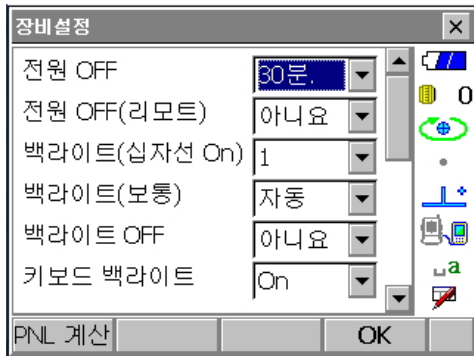 장비설정
전원 OFF 30분.
0
전원 OFF(리모트) 아니요
백라이트(십자선 On) 1
백라이트(보통) 자동
백라이트 OFF 아니요
키보드 백라이트 On
a
PNL 계산 OK